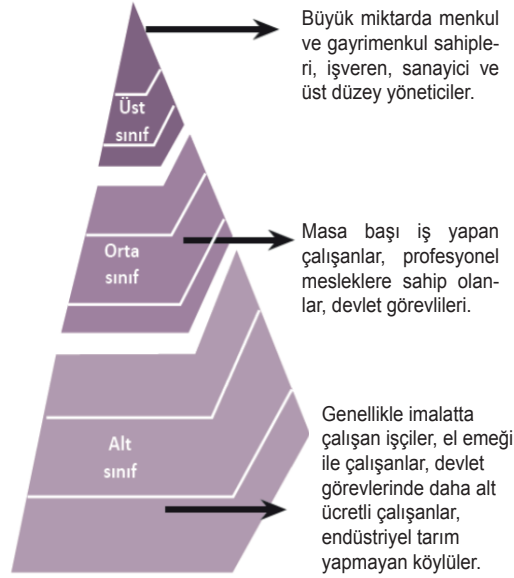 Büyük miktarda menkul
ve gayrimenkul sahiple-
ri, işveren, sanayici ve
üst düzey yöneticiler.
Üst
sınıf
Masa başı iş yapan
çalışanlar, profesyonel
mesleklere sahip olan-
lar, devlet görevlileri.
Orta
sınıf
Genellikle imalatta
çalışan işçiler, el emeği
ile çalışanlar, devlet
görevlerinde daha alt
ücretli çalışanlar,
endüstriyel tarım
yapmayan köylüler.
Alt
sınıf